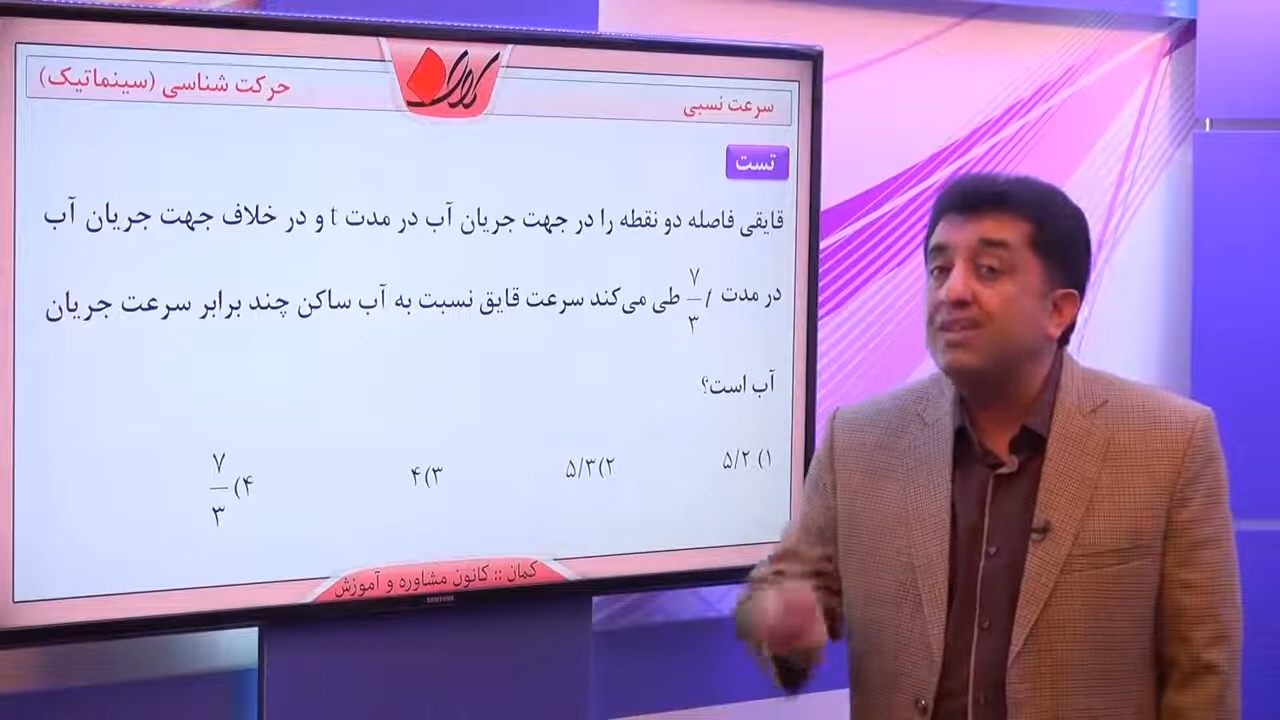 سرعت نسبی
حرکت شناسی (سینماتیک)
تست
قایقی فاصله دو نقطه را در جهت جریان آب در مدت t و در خلاف جهت جریان آب
در مدت ۷/۳ t طی می‌کند سرعت قایق نسبت به آب ساکن چند برابر سرعت جریان
آب است؟
۱) ۵/۲
۲) ۵/۳
۳) ۴
۴) ۷/۳
کمان :: کانون مشاوره و آموزش
SAMSUNG